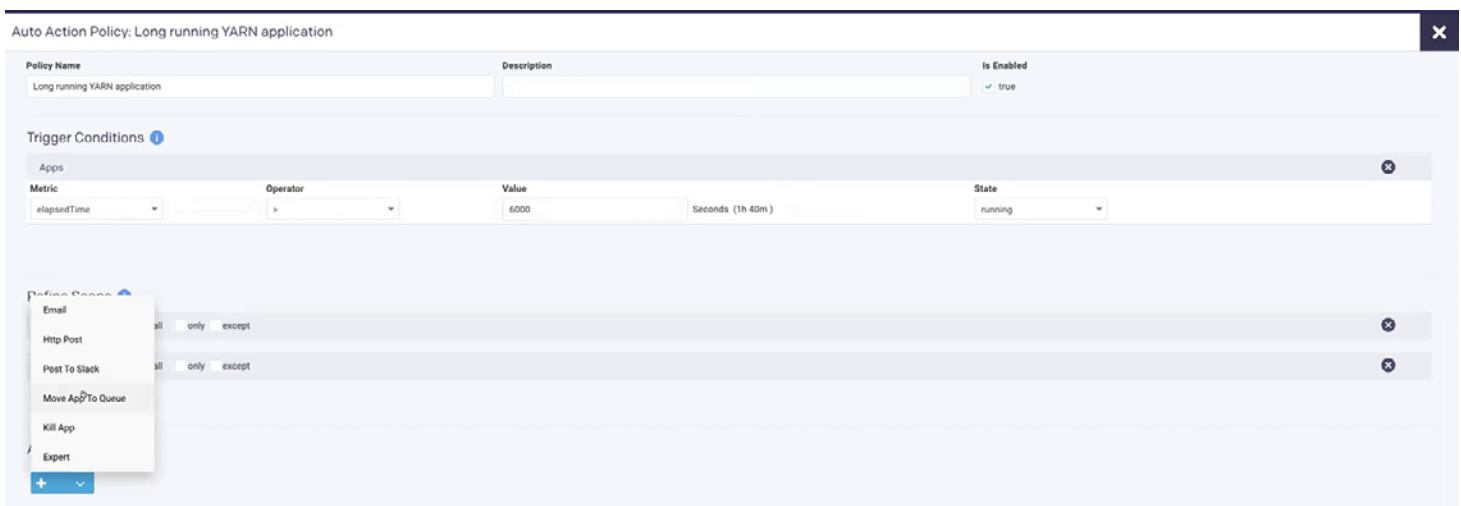 Auto Action Policy: Long running YARN application
Policy Name Description Is Enabled
Long running YARN application true
Trigger Conditions
Apps
Metric Operator Value State
elapsedTime > 6000 Seconds (1h 40m) running
Email
all only except
Http Post
Post To Slack all only except
Move App To Queue
Kill App
Expert